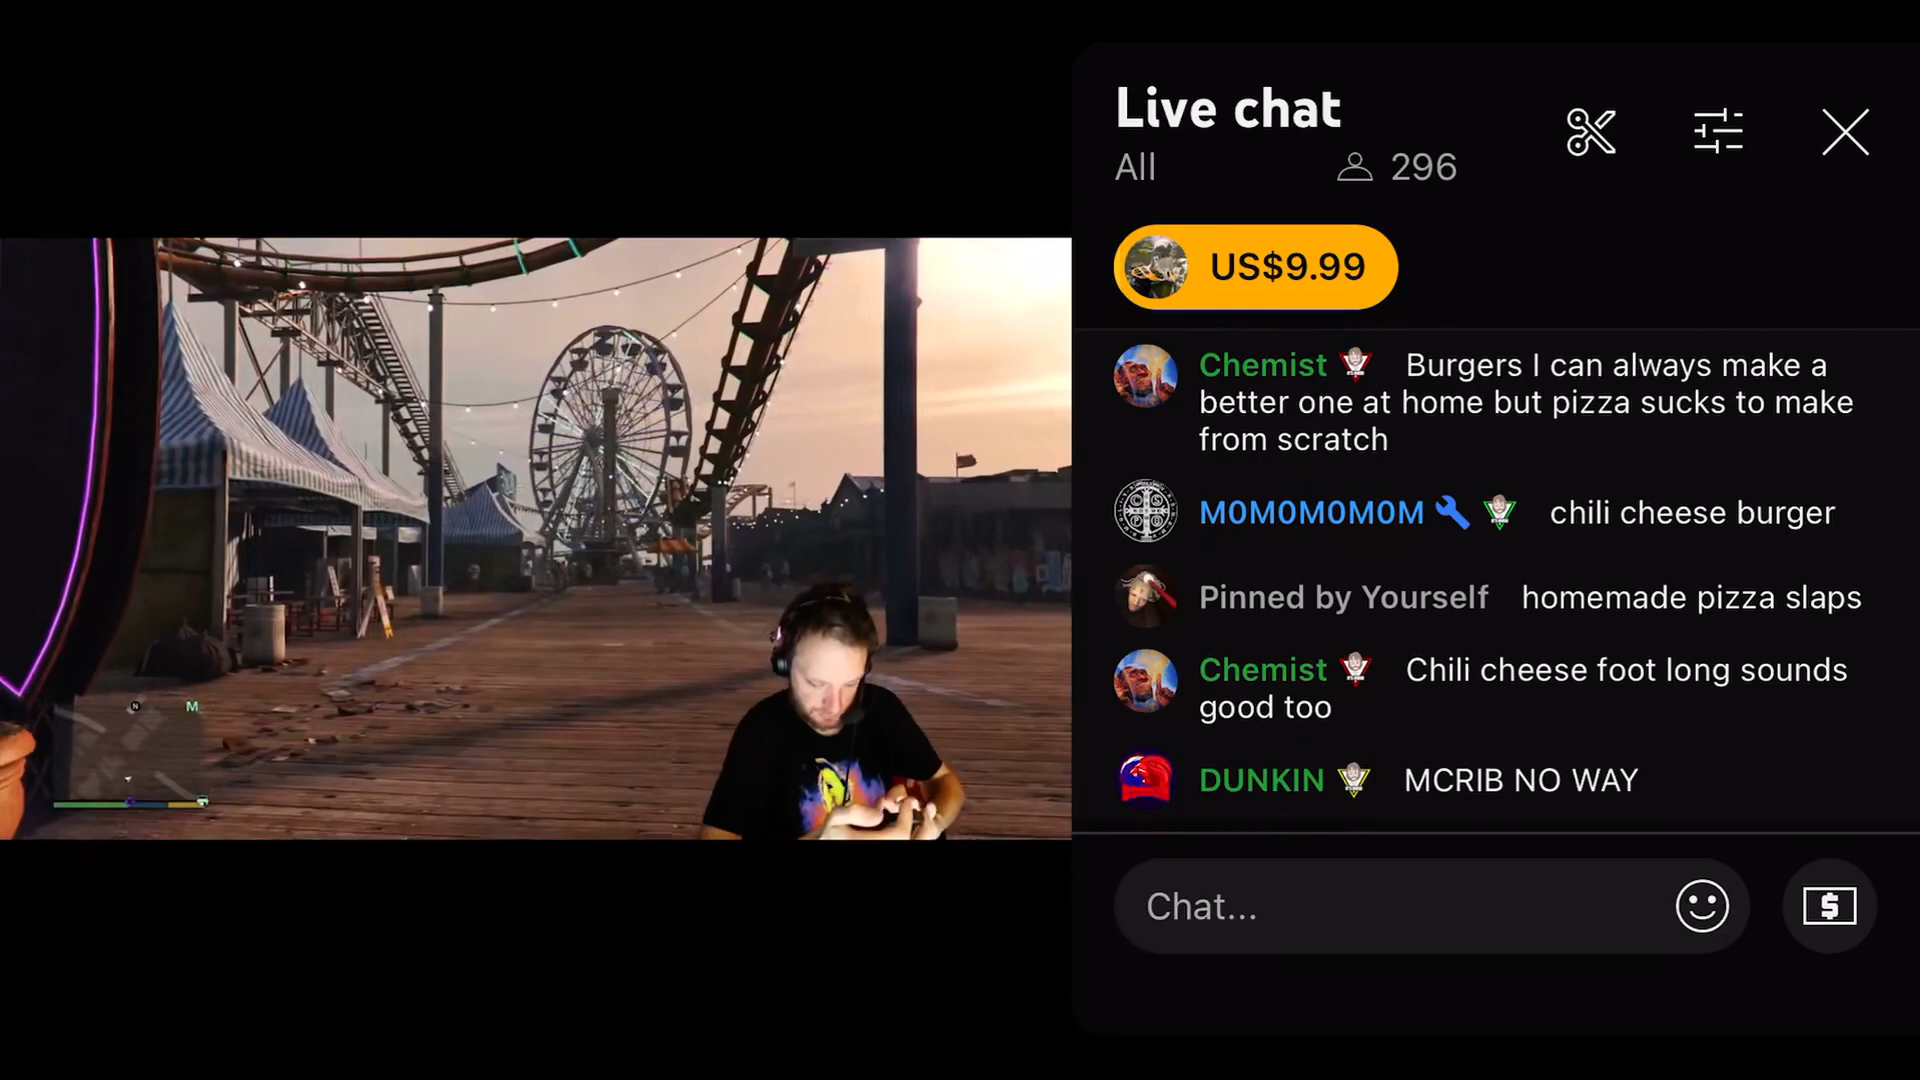 Live chat
All 296
US$9.99
Chemist Burgers I can always make a
better one at home but pizza sucks to make
from scratch
M0M0M0M0M chili cheese burger
Pinned by Yourself homemade pizza slaps
Chemist Chili cheese foot long sounds
good too
DUNKIN MCRIB NO WAY
Chat...
N M